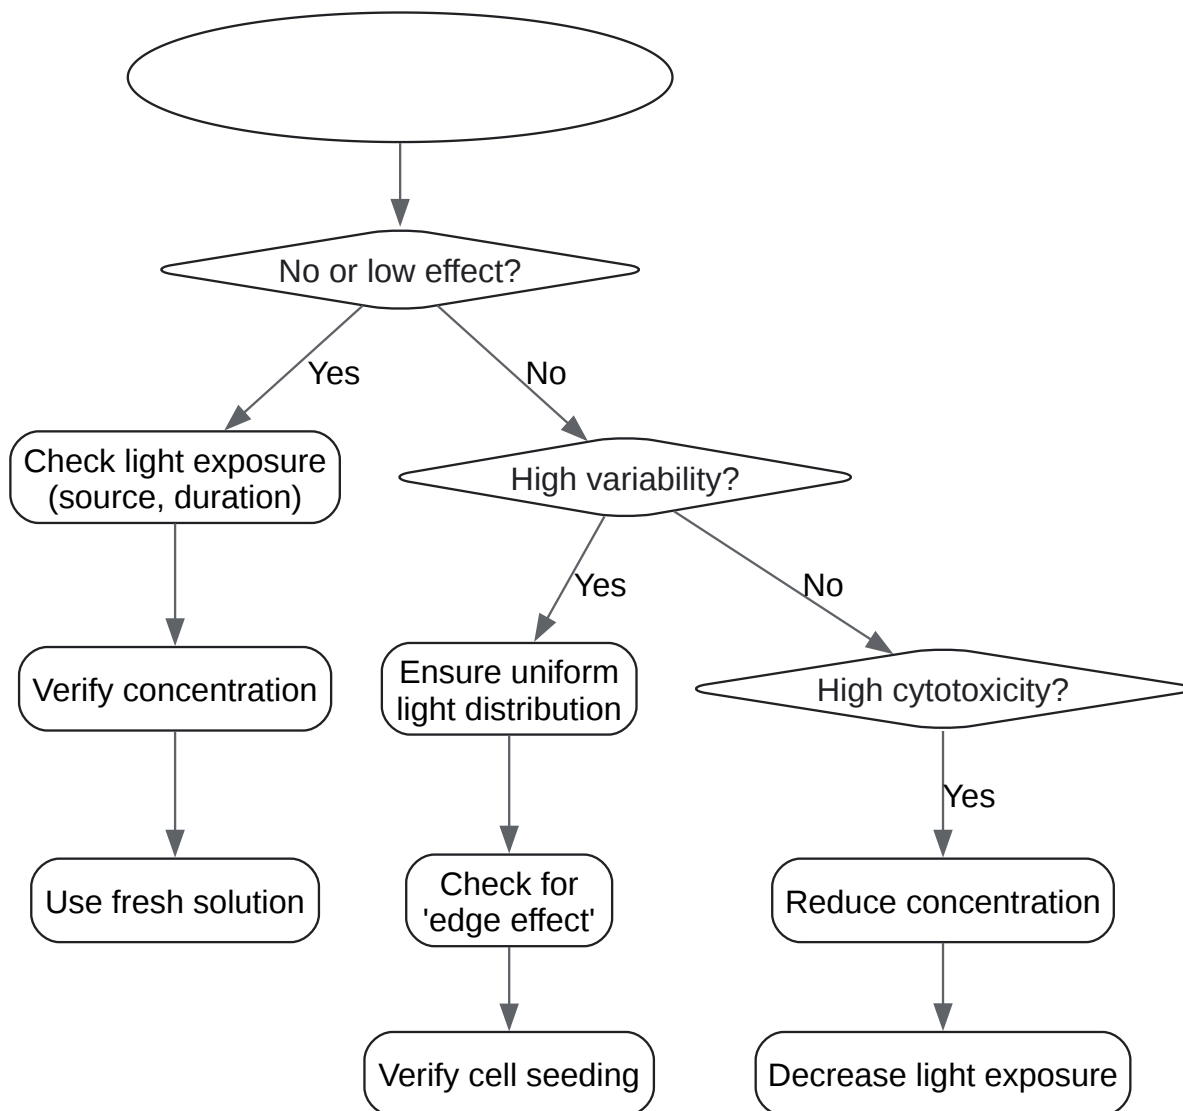 No or low effect?
Yes
No
Check light exposure
(source, duration)
High variability?
Yes
No
Verify concentration
Ensure uniform
light distribution
High cytotoxicity?
Yes
Use fresh solution
Check for
'edge effect'
Reduce concentration
Verify cell seeding
Decrease light exposure